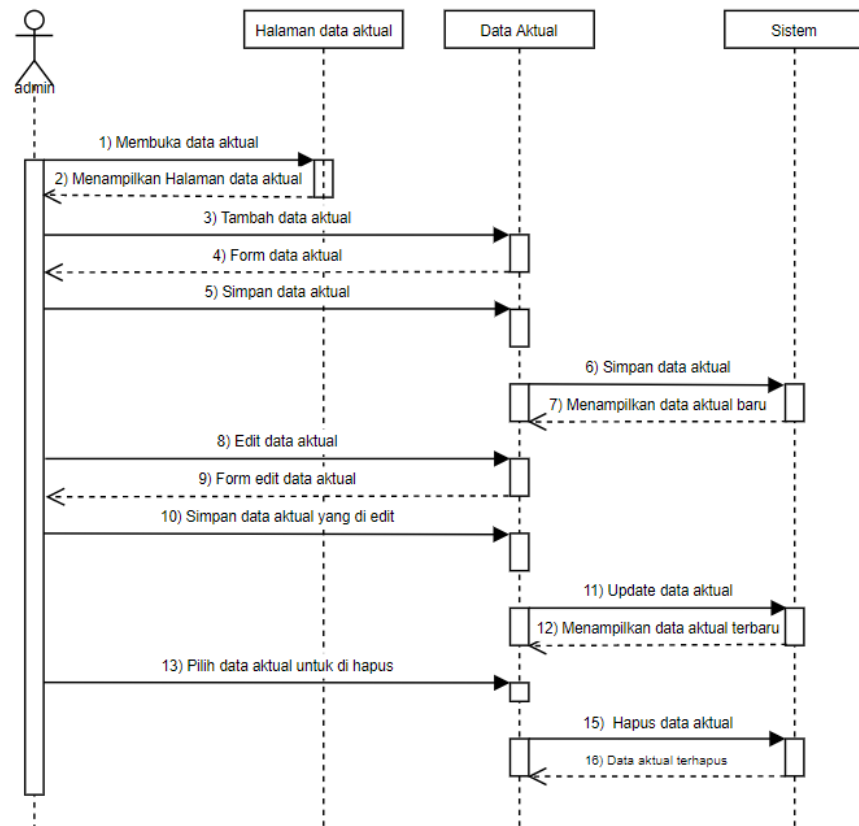 Halaman data aktual
Data Aktual
Sistem
admin
1) Membuka data aktual
2) Menampilkan Halaman data aktual
3) Tambah data aktual
4) Form data aktual
5) Simpan data aktual
6) Simpan data aktual
7) Menampilkan data aktual baru
8) Edit data aktual
9) Form edit data aktual
10) Simpan data aktual yang di edit
11) Update data aktual
12) Menampilkan data aktual terbaru
13) Pilih data aktual untuk di hapus
15) Hapus data aktual
16) Data aktual terhapus